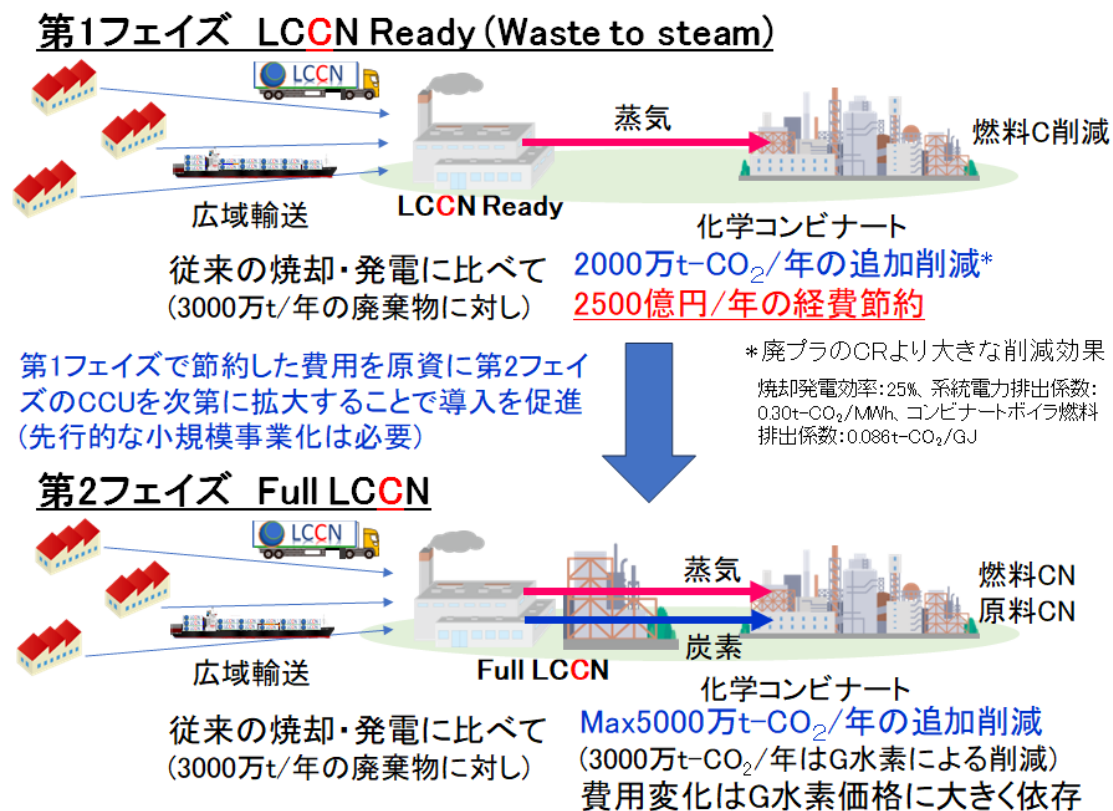 第1フェイズ LCCN Ready (Waste to steam)
LCCN
蒸気
燃料C削減
LCCN Ready
広域輸送
化学コンビナート
従来の焼却・発電に比べて
(3000万t/年の廃棄物に対し)
2000万t-CO₂/年の追加削減*
2500億円/年の経費節約
*廃プラのCRより大きな削減効果
焼却発電効率:25%、系統電力排出係数:
0.30t-CO₂/MWh、コンビナートボイラ燃料
排出係数:0.086t-CO₂/GJ
第1フェイズで節約した費用を原資に第2フェイ
ズのCCUを次第に拡大することで導入を促進
(先行的な小規模事業化は必要)
第2フェイズ Full LCCN
LCCN
蒸気
燃料CN
原料CN
炭素
Full LCCN
広域輸送
化学コンビナート
従来の焼却・発電に比べて
(3000万t/年の廃棄物に対し)
Max5000万t-CO₂/年の追加削減
(3000万t-CO₂/年はG水素による削減)
費用変化はG水素価格に大きく依存